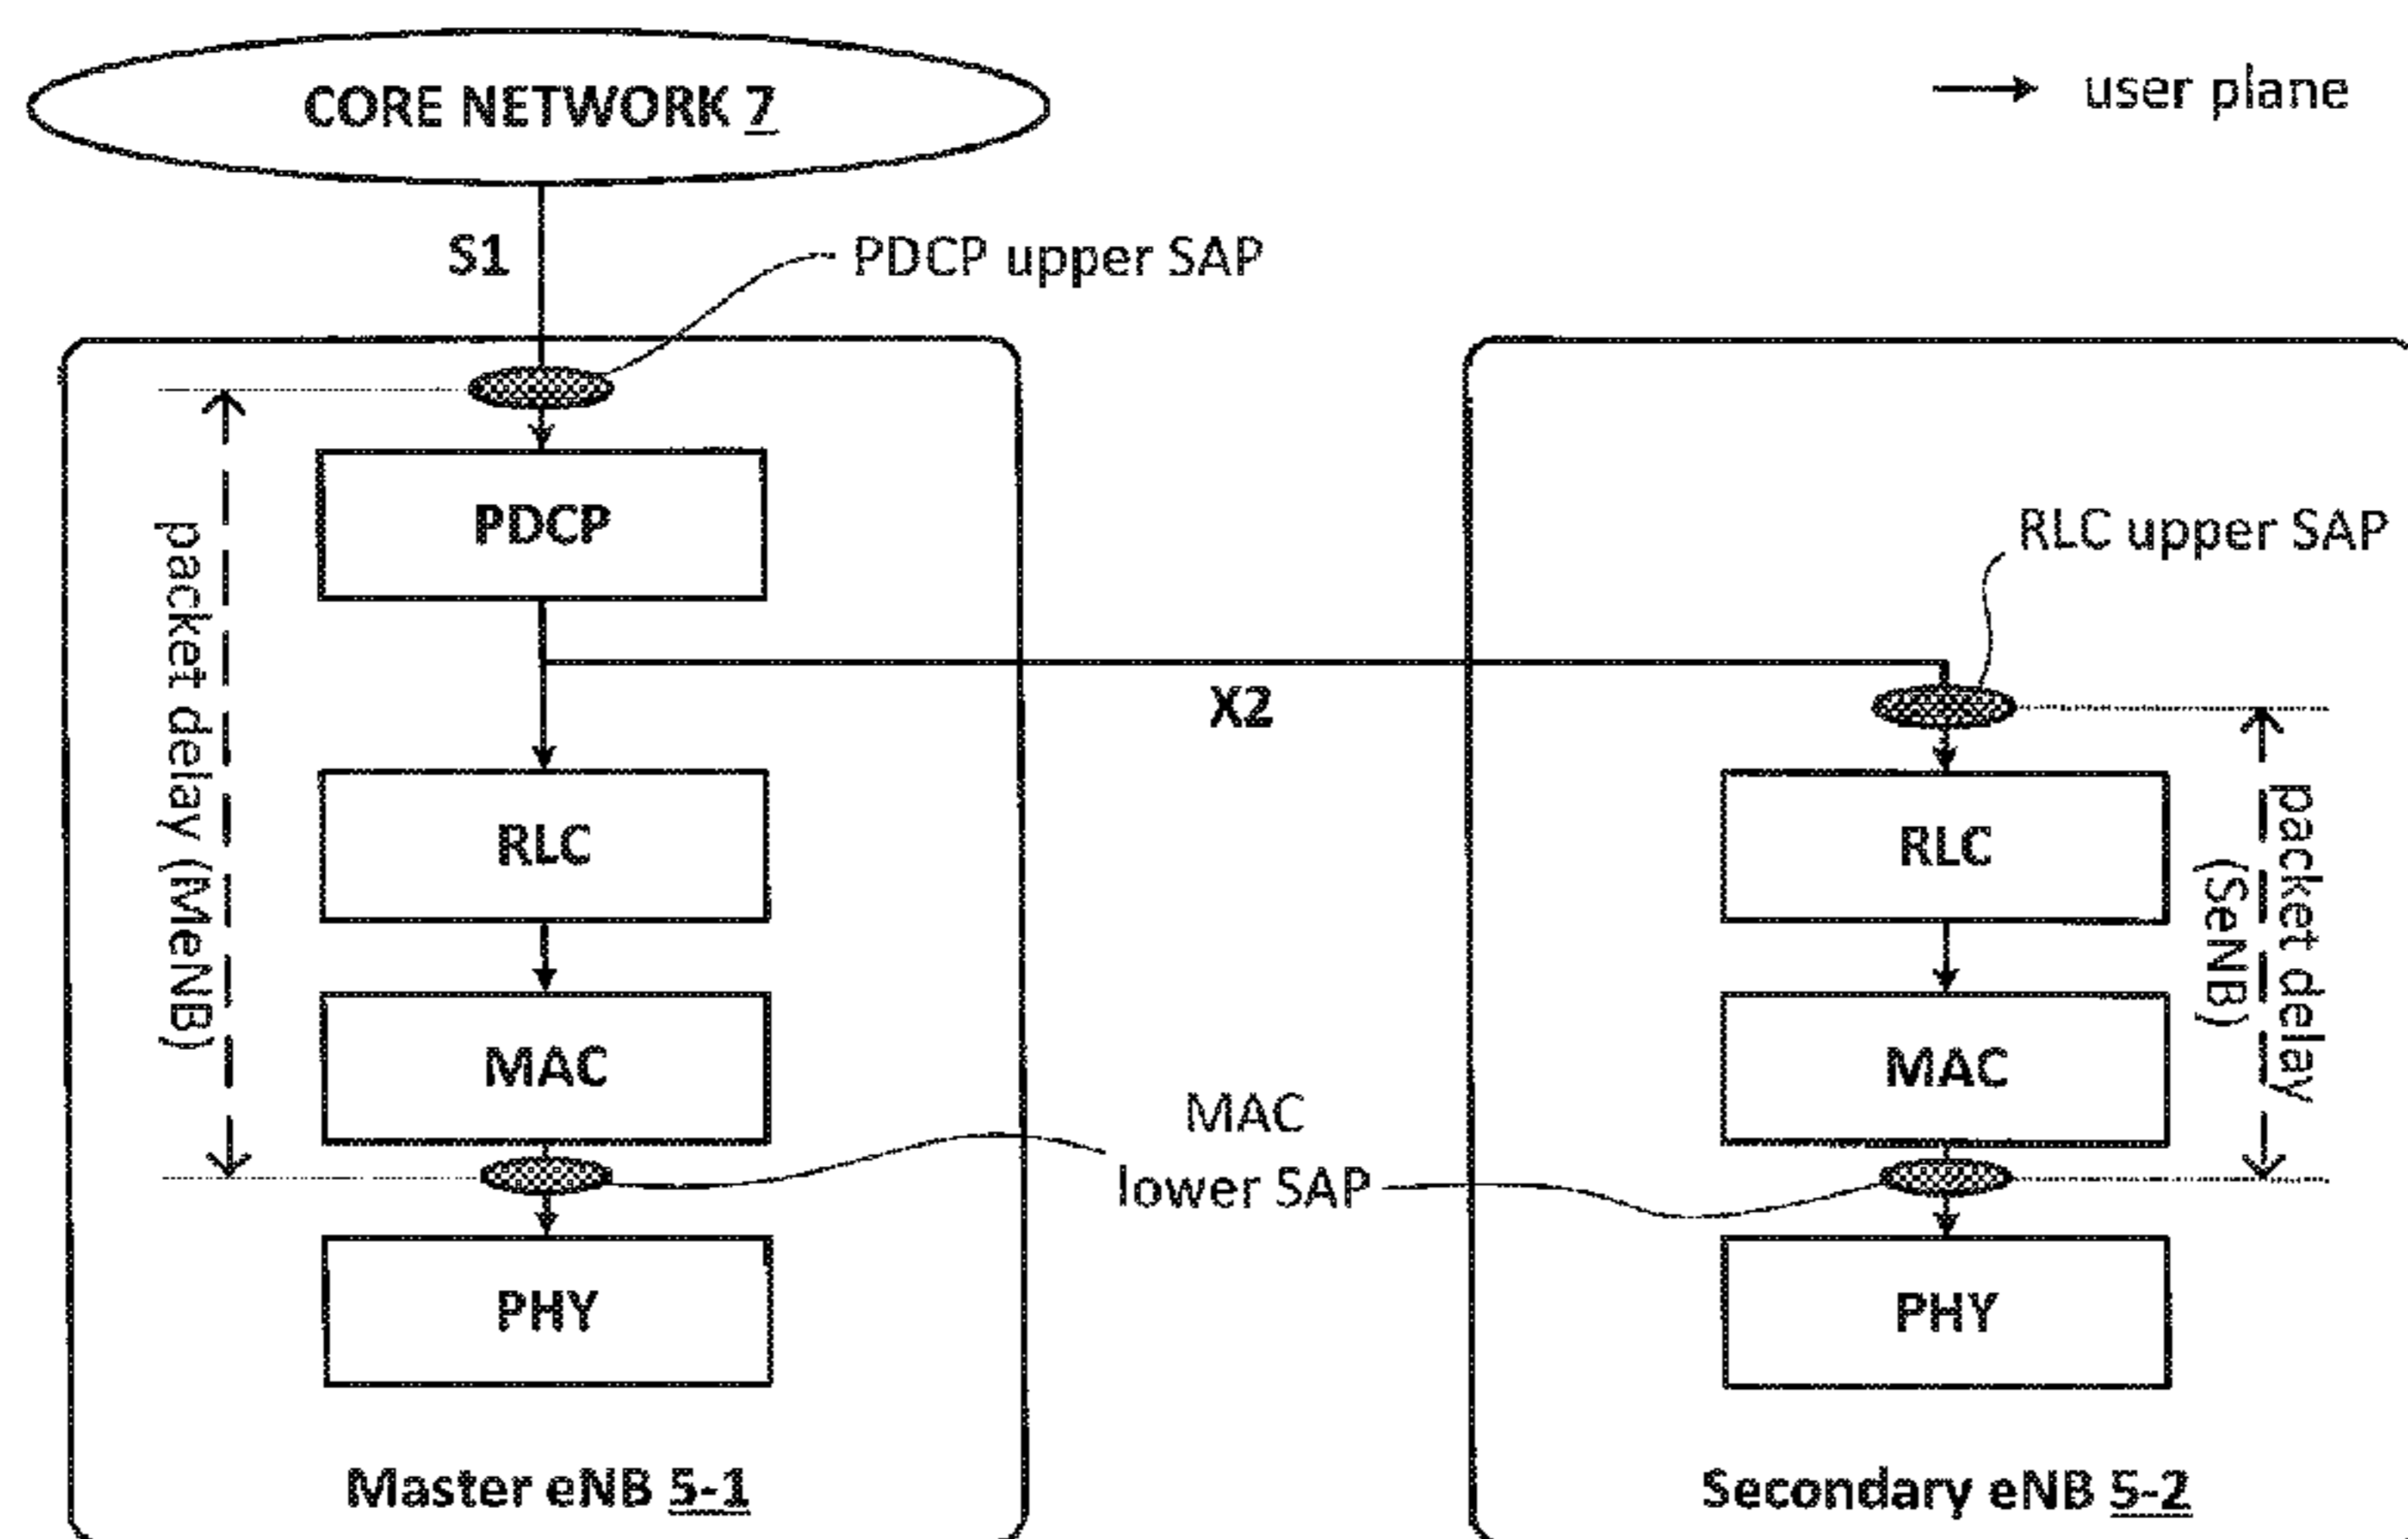 CORE NETWORK 7
user plane
S1
PDCP upper SAP
packet delay (MeNB)
PDCP
RLC upper SAP
X2
RLC
RLC
packet delay
(SeNB)
MAC
MAC
MAC
lower SAP
PHY
PHY
Master eNB 5-1
Secondary eNB 5-2